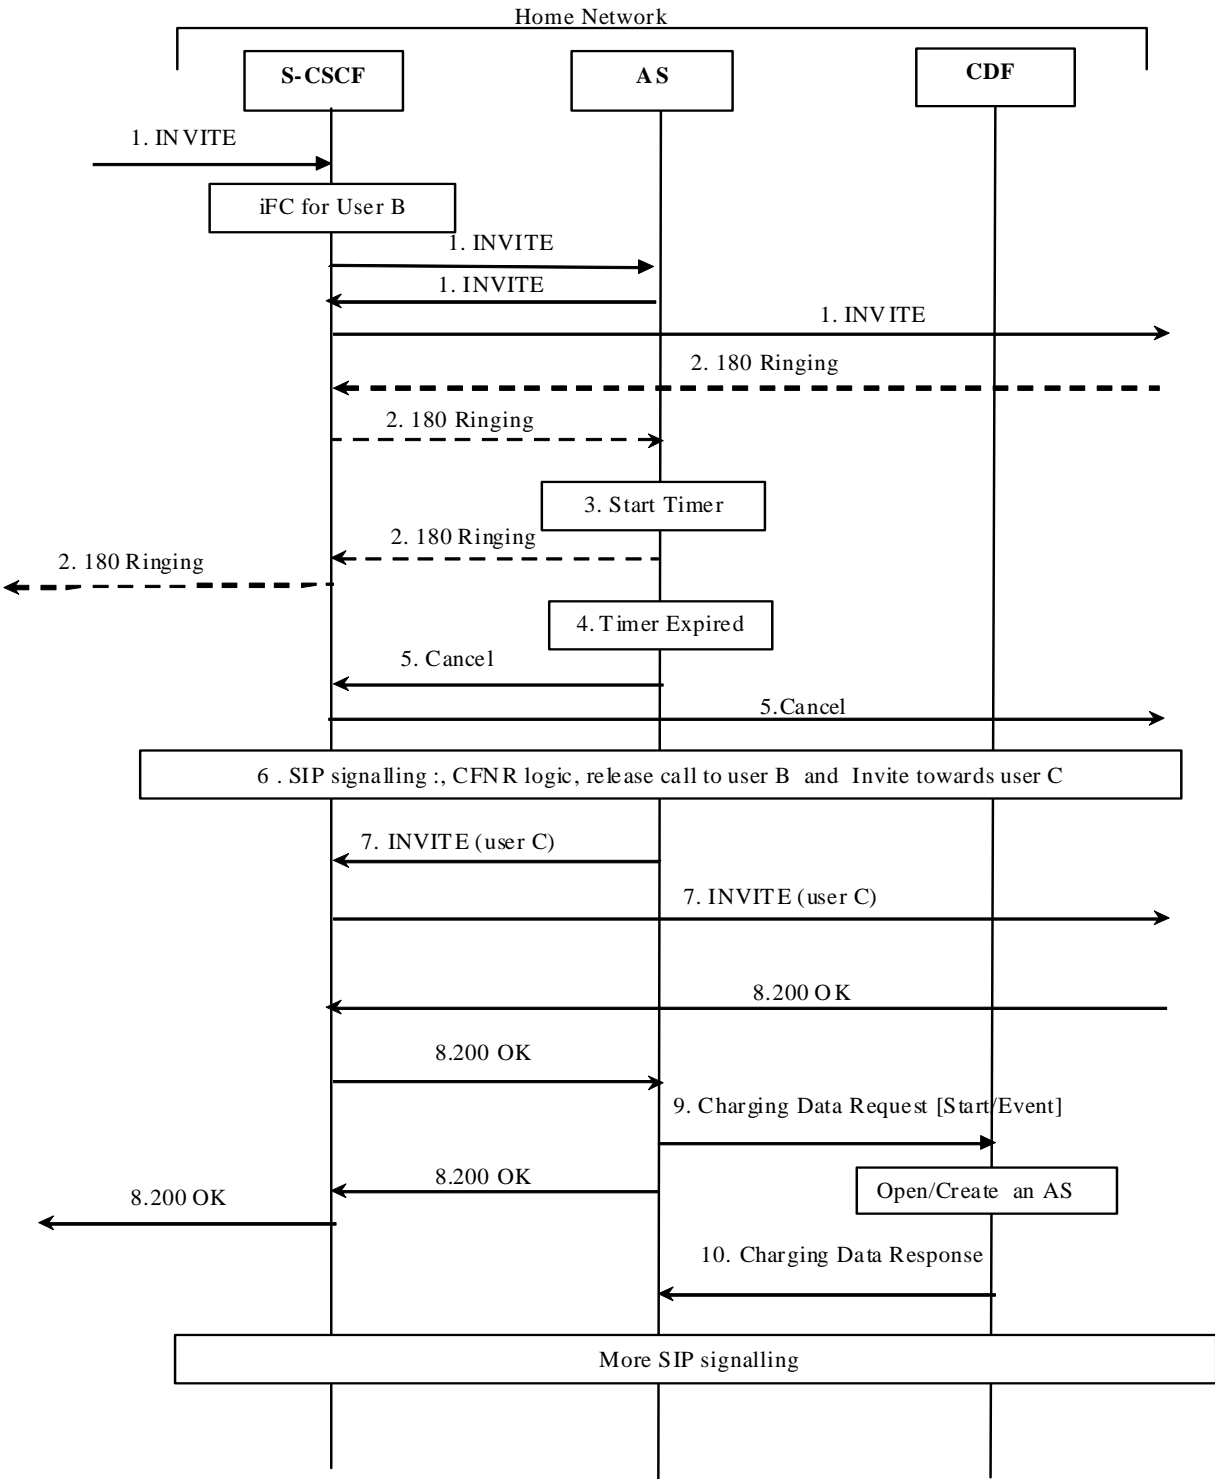 Home Network
S-CSCF
AS
CDF
1. INVITE
iFC for User B
1. INVITE
1. INVITE
1. INVITE
2. 180 Ringing
2. 180 Ringing
3. Start Timer
2. 180 Ringing
2. 180 Ringing
4. Timer Expired
5. Cancel
5.Cancel
6 . SIP signalling :, CFNR logic, release call to user B and Invite towards user C
7. INVITE (user C)
7. INVITE (user C)
8.200 OK
8.200 OK
9. Charging Data Request [Start/Event]
8.200 OK
Open/Create an AS
8.200 OK
10. Charging Data Response
More SIP signalling